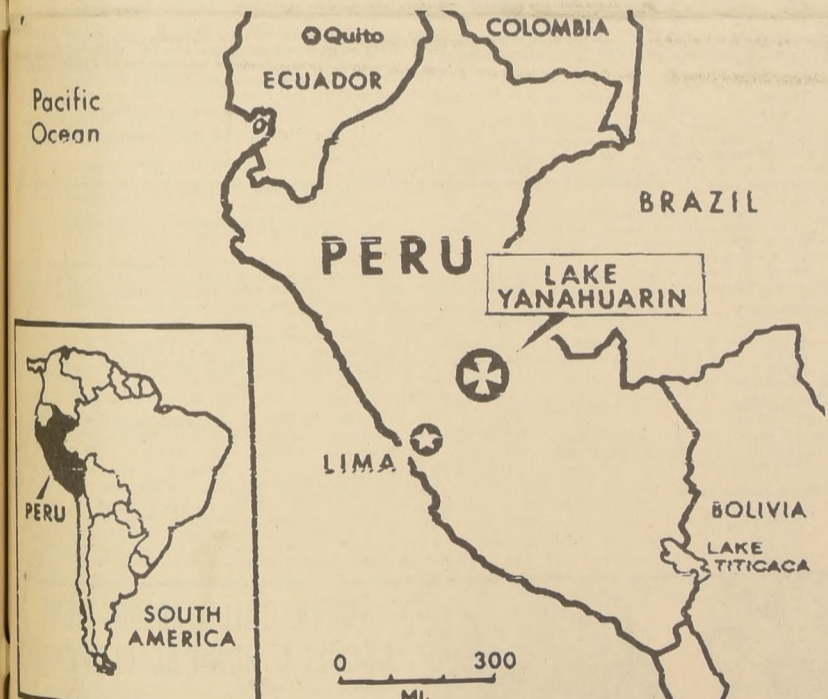 Quito
COLOMBIA
ECUADOR
Pacific
Ocean
BRAZIL
PERU
LAKE
YANAHUARIN
LIMA
PERU
BOLIVIA
LAKE
TITICACA
SOUTH
AMERICA
0 300
MI.